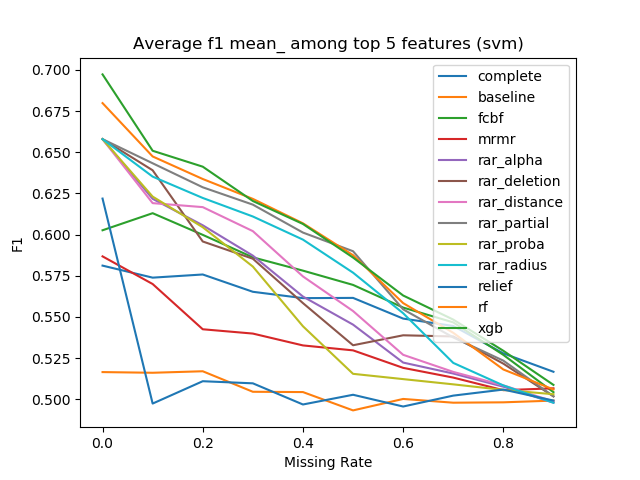 Average f1 mean_ among top 5 features (svm)
F1
0.700
0.675
0.650
0.625
0.600
0.575
0.550
0.525
0.500
complete
baseline
fcbf
mrmr
rar_alpha
rar_deletion
rar_distance
rar_partial
rar_proba
rar_radius
relief
rf
xgb
0.0 0.2 0.4 0.6 0.8
Missing Rate